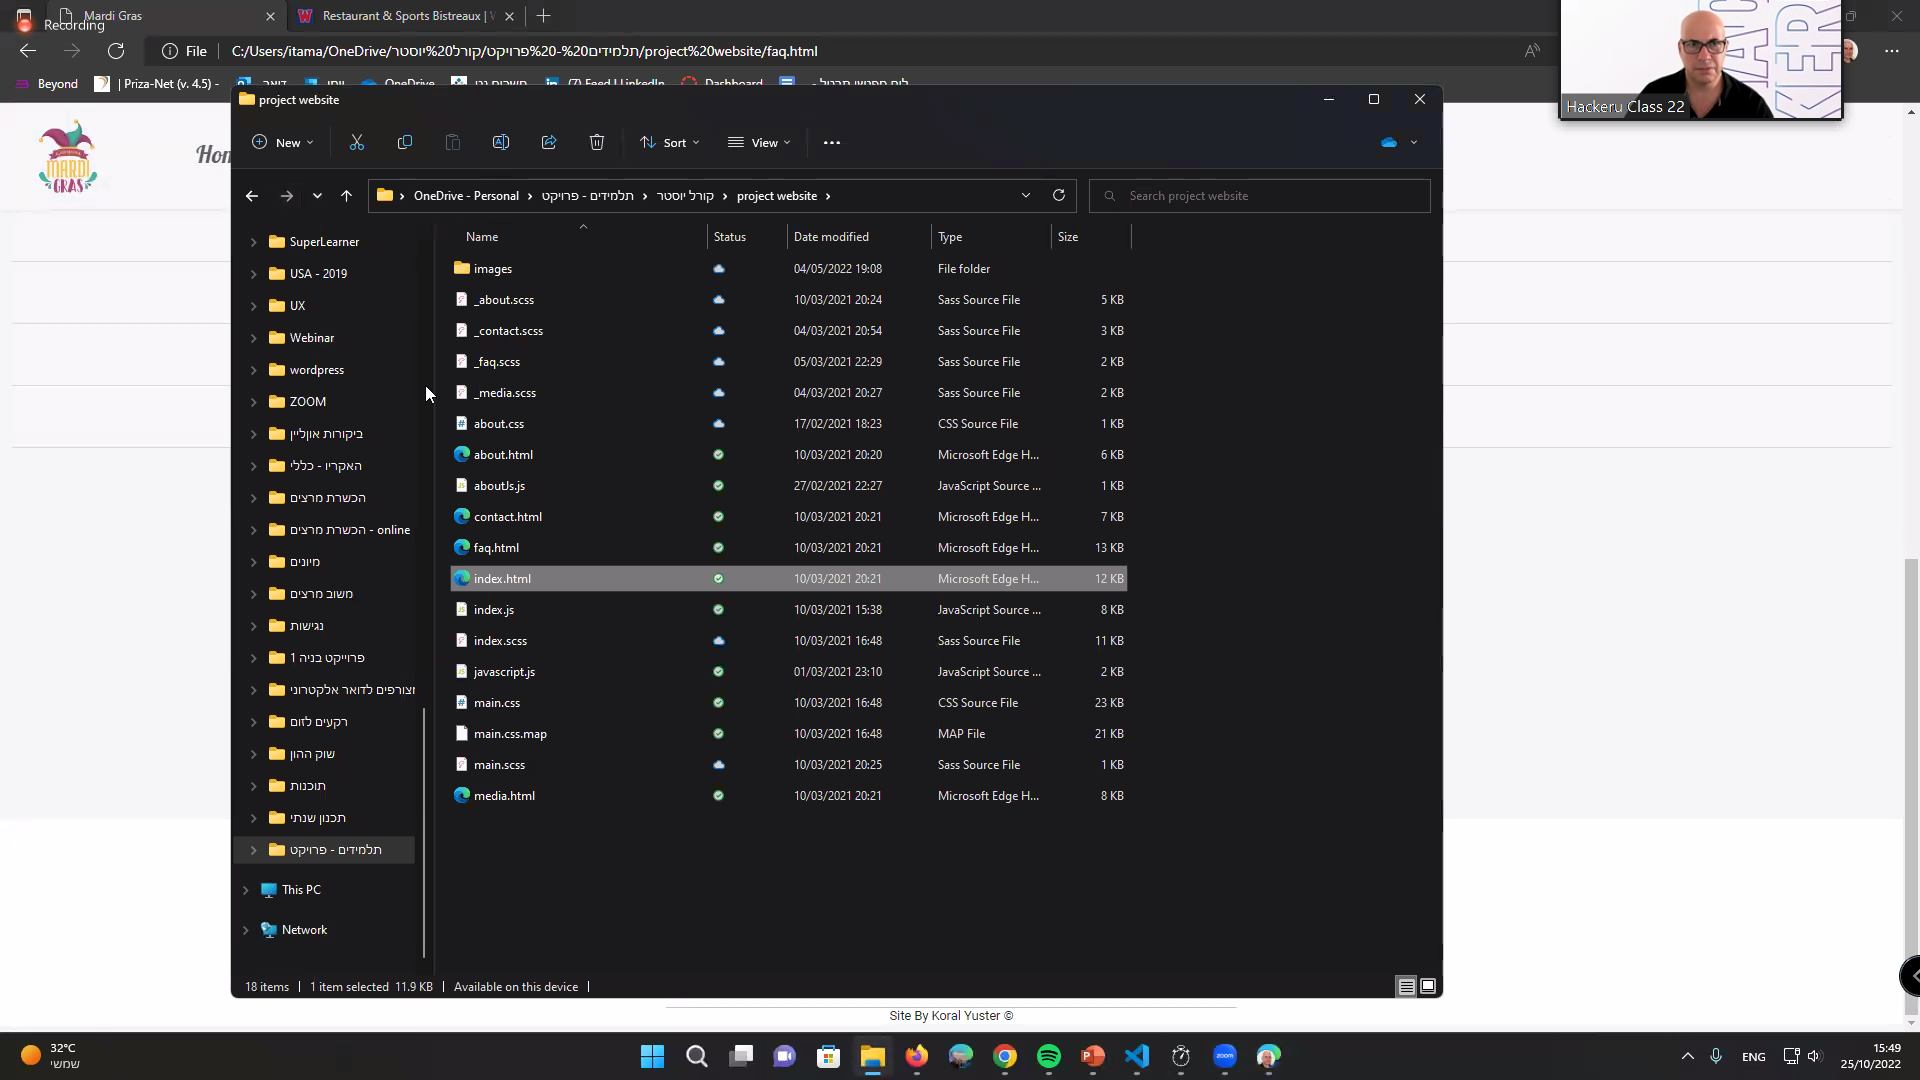 Mardi Gras
Restaurant & Sports Bistreaux |
Recording
File
C:/Users/itama/OneDrive/קורל%20יוסטר/פרויקט%20-%20תלמידים/project%20website/faq.html
Beyond
| Priza-Net (v. 4.5) -
OneDrive
(7) Feed | LinkedIn
Dashboard
Hackeru Class 22
MARDI
GRAS
project website
New
Sort
View
OneDrive - Personal
תלמידים - פרויקט
קורל יוסטר
project website
Search project website
Name
Status
Date modified
Type
Size
SuperLearner
USA - 2019
UX
Webinar
wordpress
ZOOM
ביקורות אונליין
האקריו - כללי
הכשרת מרצים
הכשרת מרצים - online
מיונים
משוב מרצים
נגישות
פרוייקט בניה 1
מצורפים לדואר אלקטרוני
רקעים לזום
שוק ההון
תוכנות
תכנון שנתי
תלמידים - פרויקט
This PC
Network
images 04/05/2022 19:08 File folder
_about.scss 10/03/2021 20:24 Sass Source File 5 KB
_contact.scss 04/03/2021 20:54 Sass Source File 3 KB
_faq.scss 05/03/2021 22:29 Sass Source File 2 KB
_media.scss 04/03/2021 20:27 Sass Source File 2 KB
about.css 17/02/2021 18:23 CSS Source File 1 KB
about.html 10/03/2021 20:20 Microsoft Edge H... 6 KB
aboutJs.js 27/02/2021 22:27 JavaScript Source ... 1 KB
contact.html 10/03/2021 20:21 Microsoft Edge H... 7 KB
faq.html 10/03/2021 20:21 Microsoft Edge H... 13 KB
index.html 10/03/2021 20:21 Microsoft Edge H... 12 KB
index.js 10/03/2021 15:38 JavaScript Source ... 8 KB
index.scss 10/03/2021 16:48 Sass Source File 11 KB
javascript.js 01/03/2021 23:10 JavaScript Source ... 2 KB
main.css 10/03/2021 16:48 CSS Source File 23 KB
main.css.map 10/03/2021 16:48 MAP File 21 KB
main.scss 10/03/2021 20:25 Sass Source File 1 KB
media.html 10/03/2021 20:21 Microsoft Edge H... 8 KB
18 items
1 item selected 11.9 KB
Available on this device
Site By Koral Yuster ©
32°C
שמשי
zoom
ENG
15:49
25/10/2022